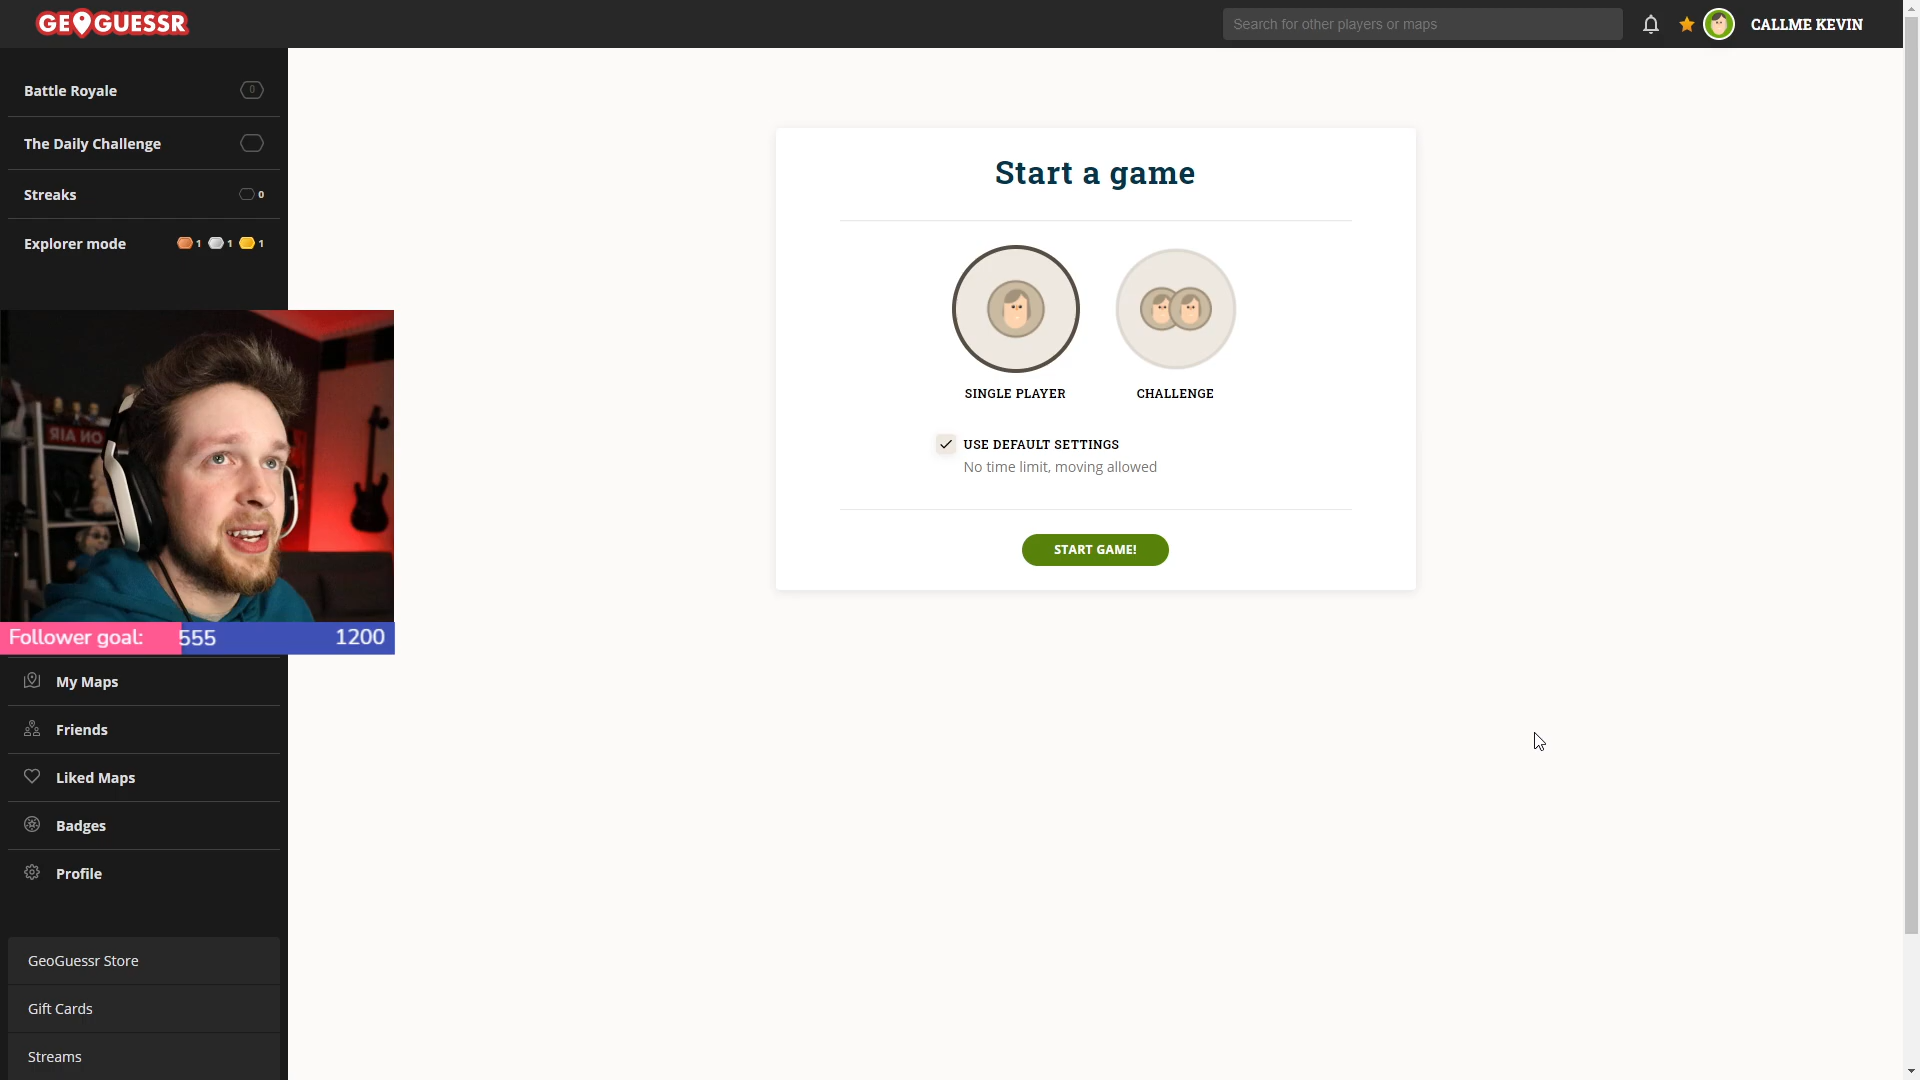 GEOGUESSR
Search for other players or maps
CALLME KEVIN
Battle Royale
0
The Daily Challenge
Streaks
0
Explorer mode
1 1 1
Start a game
SINGLE PLAYER
CHALLENGE
USE DEFAULT SETTINGS
No time limit, moving allowed
START GAME!
ON AIR
Follower goal: 555 1200
My Maps
Friends
Liked Maps
Badges
Profile
GeoGuessr Store
Gift Cards
Streams